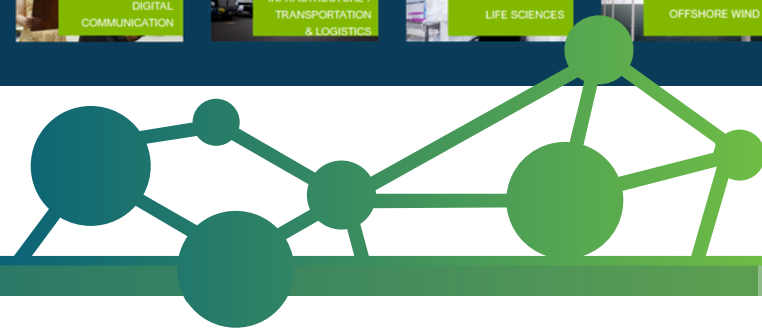 DIGITAL
COMMUNICATION
TRANSPORTATION
& LOGISTICS
LIFE SCIENCES
OFFSHORE WIND